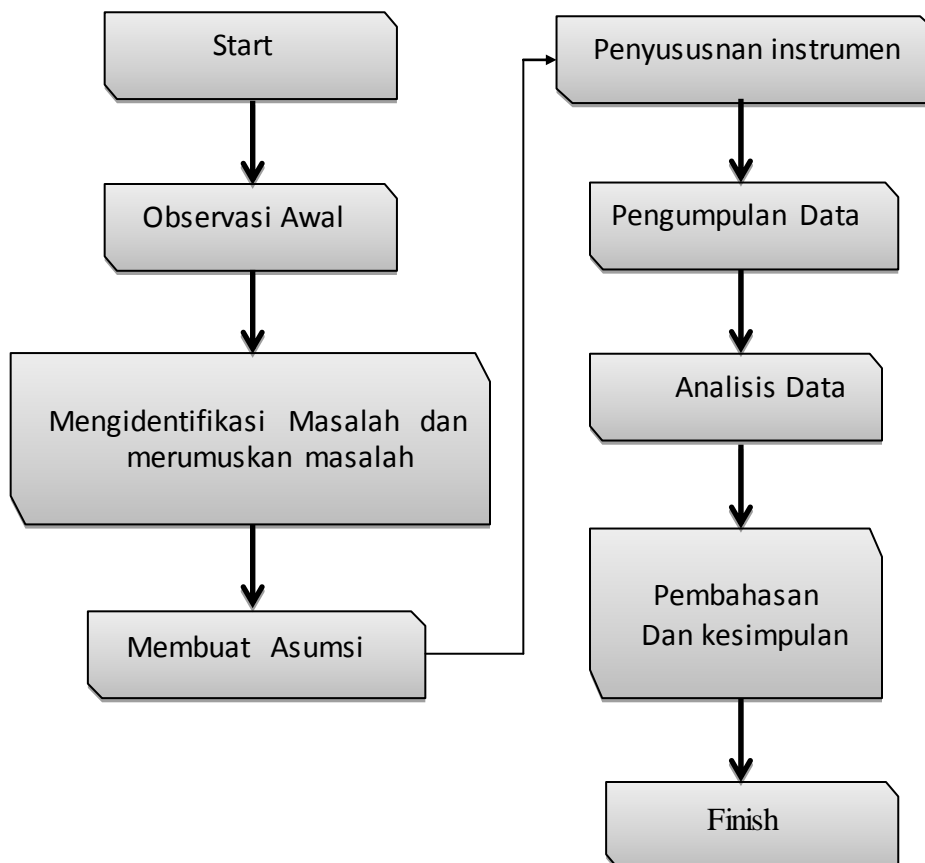 Start
Observasi Awal
Mengidentifikasi Masalah dan
merumuskan masalah
Membuat Asumsi
Penyususnan instrumen
Pengumpulan Data
Analisis Data
Pembahasan
Dan kesimpulan
Finish